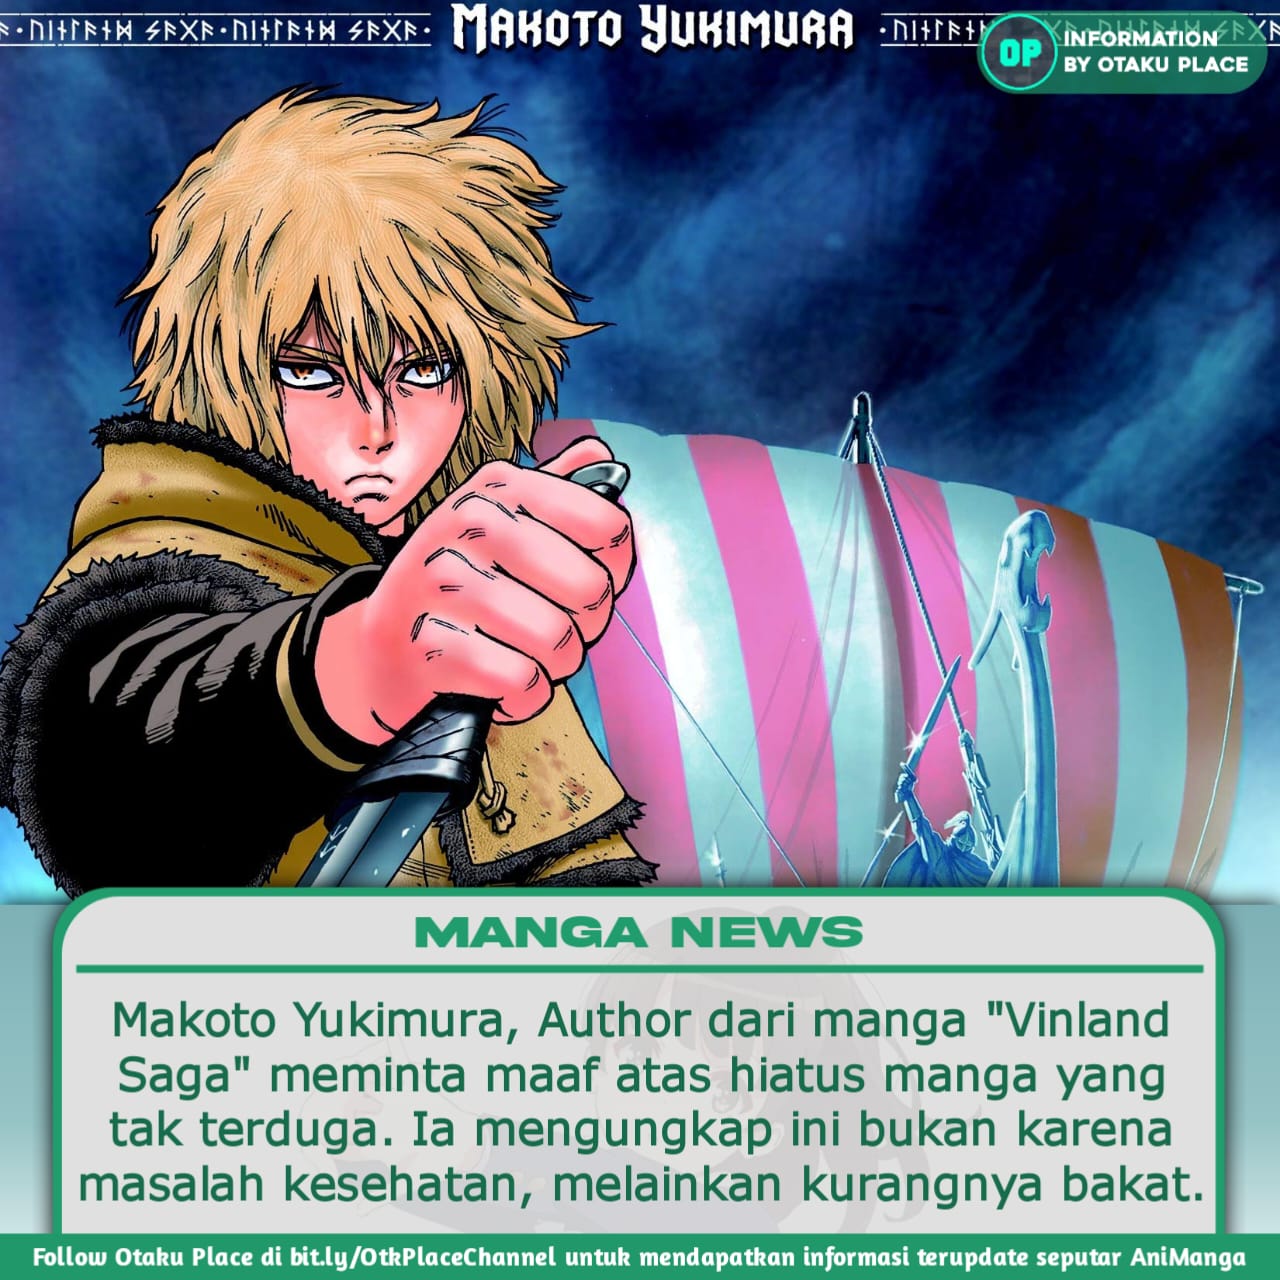 MAKOTO YUKIMURA
OP
INFORMATION
BY OTAKU PLACE
MANGA NEWS
Makoto Yukimura, Author dari manga "Vinland
Saga" meminta maaf atas hiatus manga yang
tak terduga. Ia mengungkap ini bukan karena
masalah kesehatan, melainkan kurangnya bakat.
Follow Otaku Place di bit.ly/OtkPlaceChannel untuk mendapatkan informasi terupdate seputar AniManga